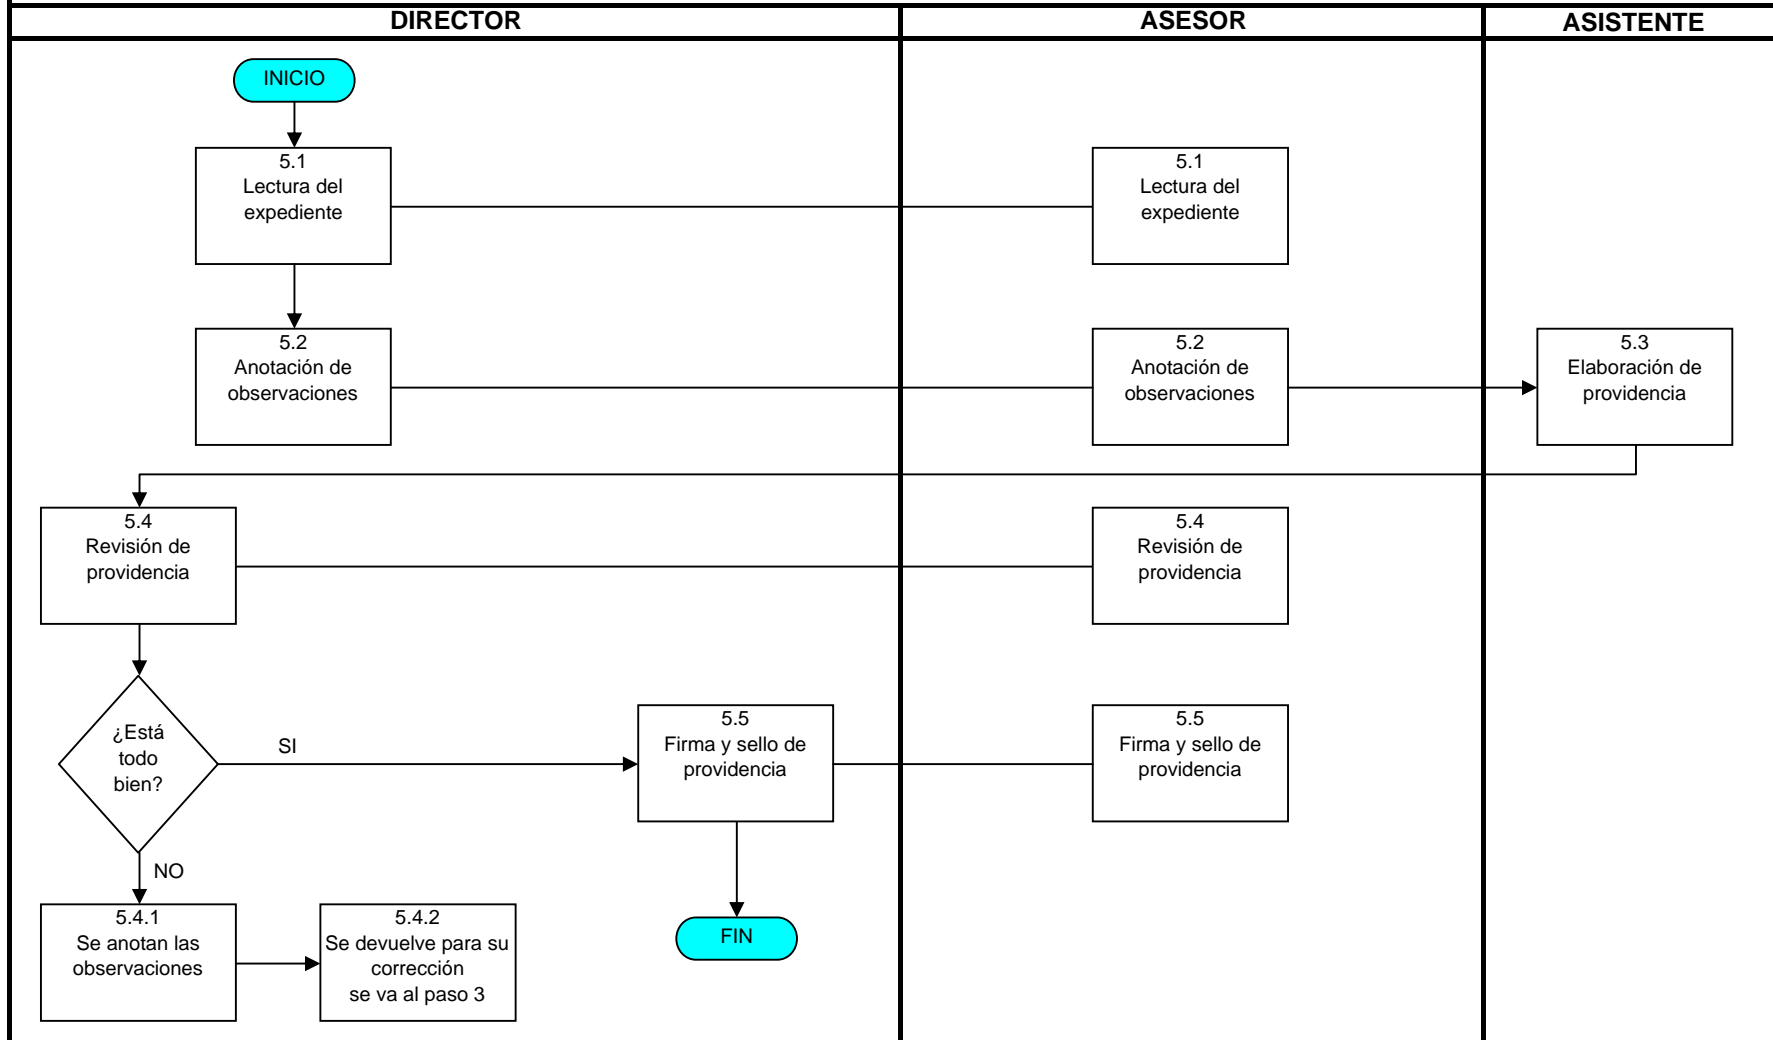 DIRECTOR
ASESOR
ASISTENTE
INICIO
5.1
Lectura del
expediente
5.1
Lectura del
expediente
5.2
Anotación de
observaciones
5.2
Anotación de
observaciones
5.3
Elaboración de
providencia
5.4
Revisión de
providencia
5.4
Revisión de
providencia
¿Está
todo
bien?
SI
5.5
Firma y sello de
providencia
5.5
Firma y sello de
providencia
NO
5.4.1
Se anotan las
observaciones
5.4.2
Se devuelve para su
corrección
se va al paso 3
FIN